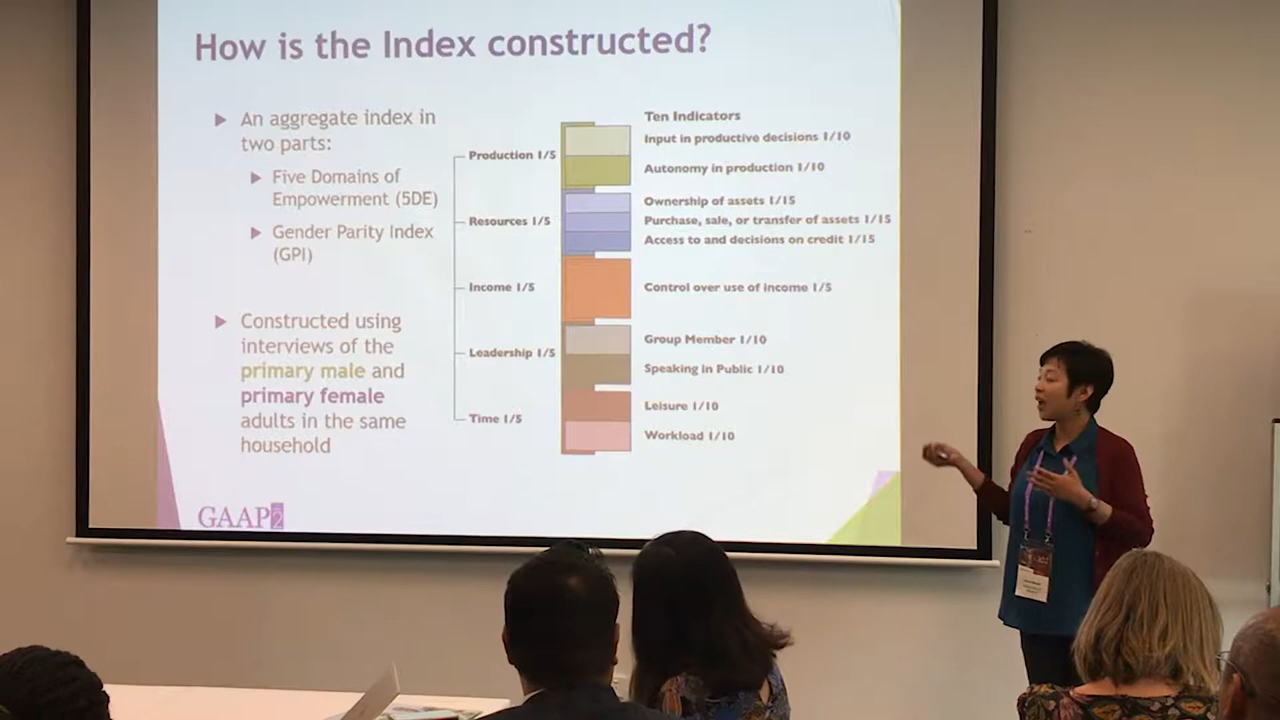 How is the Index constructed?
▶ An aggregate index in
two parts:
▶ Five Domains of
Empowerment (5DE)
▶ Gender Parity Index
(GPI)
▶ Constructed using
interviews of the
primary male and
primary female
adults in the same
household
Production 1/5
Resources 1/5
Income 1/5
Leadership 1/5
Time 1/5
Ten Indicators
Input in productive decisions 1/10
Autonomy in production 1/10
Ownership of assets 1/15
Purchase, sale, or transfer of assets 1/15
Access to and decisions on credit 1/15
Control over use of income 1/5
Group Member 1/10
Speaking in Public 1/10
Leisure 1/10
Workload 1/10
GAAP2